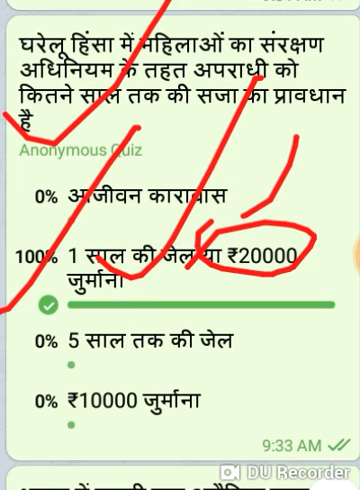 घरेलू हिंसा में महिलाओं का संरक्षण
अधिनियम के तहत अपराधी को
कितने साल तक की सजा का प्रावधान
है
Anonymous Quiz
0% आजीवन कारावास
100% 1 साल की जेल या ₹20000
जुर्माना
0% 5 साल तक की जेल
0% ₹10000 जुर्माना
9:33 AM
DU Recorder